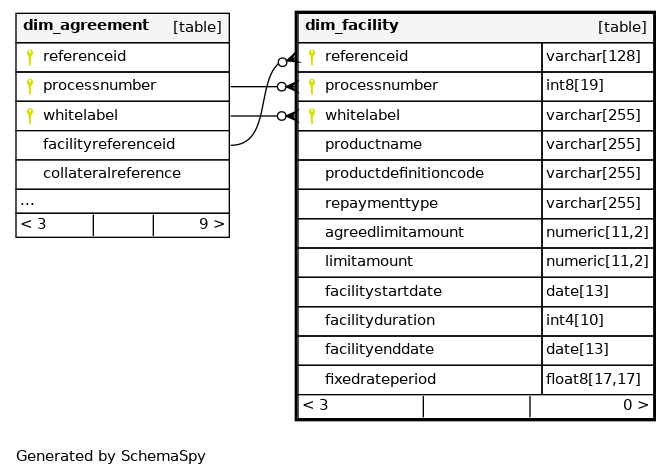 dim_agreement [table]
referenceid
processnumber
whitelabel
facilityreferenceid
collateralreference
...
< 3 9 >
dim_facility [table]
referenceid varchar[128]
processnumber int8[19]
whitelabel varchar[255]
productname varchar[255]
productdefinitioncode varchar[255]
repaymenttype varchar[255]
agreedlimitamount numeric[11,2]
limitamount numeric[11,2]
facilitystartdate date[13]
facilityduration int4[10]
facilityenddate date[13]
fixedrateperiod float8[17,17]
< 3 0 >
Generated by SchemaSpy